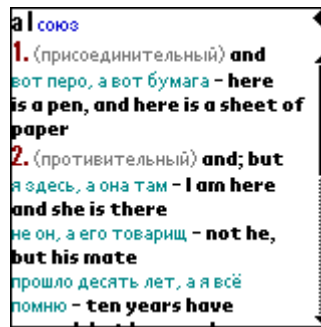 а I союз
1. (присоединительный) and
вот перо, а вот бумага – here
is a pen, and here is a sheet of
paper
2. (противительный) and; but
я здесь, а она там – I am here
and she is there
не он, а его товарищ – not he,
but his mate
прошло десять лет, а я всё
помню – ten years have